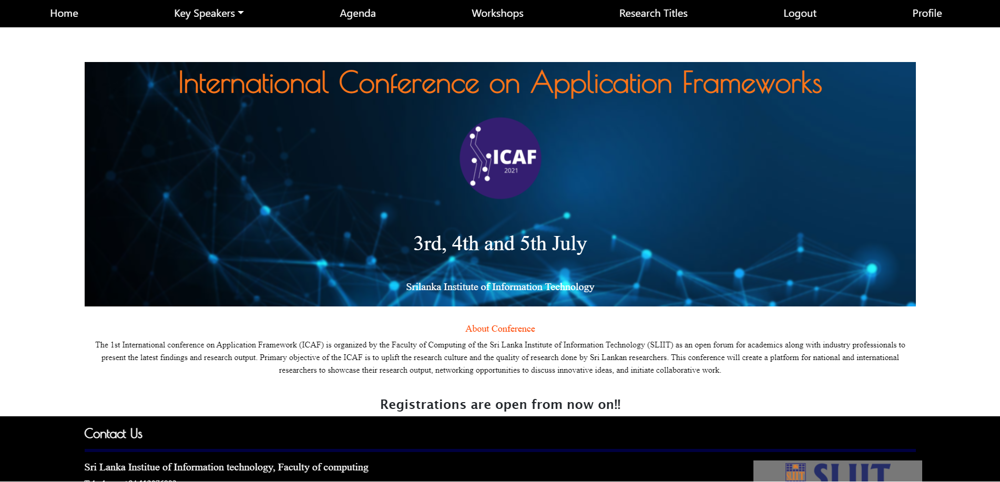 Home Key Speakers Agenda Workshops Research Titles Logout Profile
International Conference on Application Frameworks
ICAF
2021
3rd, 4th and 5th July
Srilanka Institute of Information Technology
About Conference
The 1st International conference on Application Framework (ICAF) is organized by the Faculty of Computing of the Sri Lanka Institute of Information Technology (SLIIT) as an open forum for academics along with industry professionals to
present the latest findings and research output. Primary objective of the ICAF is to uplift the research culture and the quality of research done by Sri Lankan researchers. This conference will create a platform for national and international
researchers to showcase their research output, networking opportunities to discuss innovative ideas, and initiate collaborative work.
Registrations are open from now on!!
Contact Us
Sri Lanka Institue of Information technology, Faculty of computing
SLIIT SLIIT